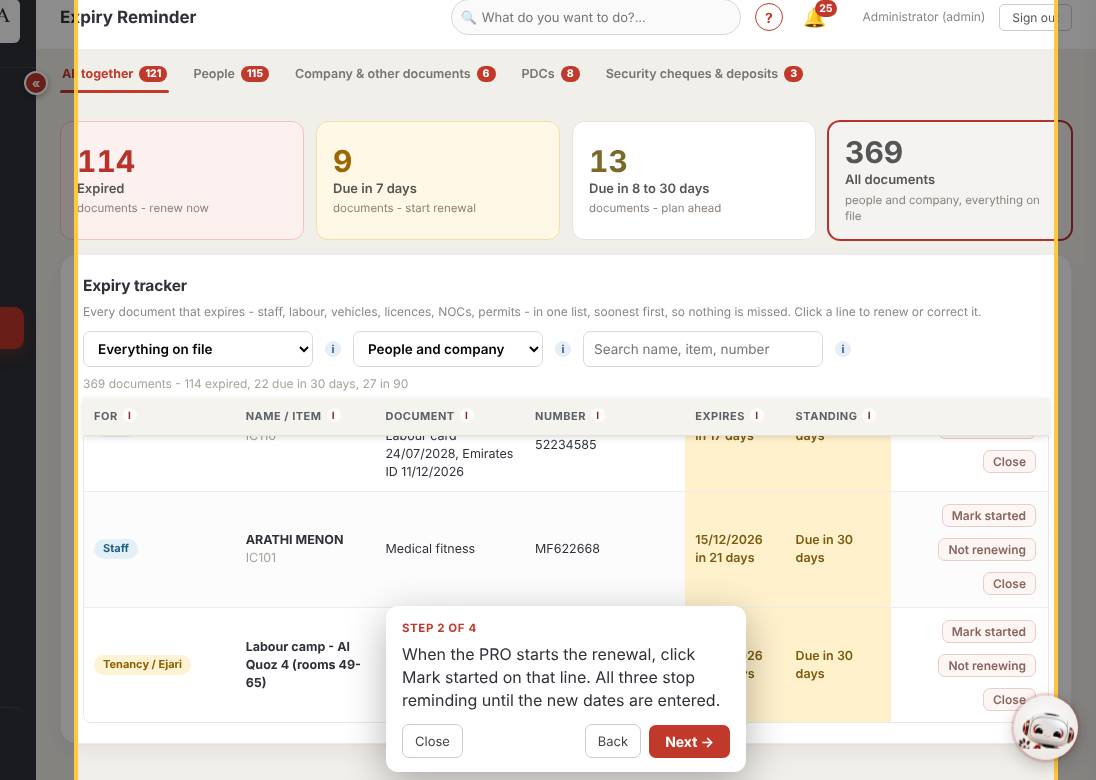 A
Expiry Reminder
What do you want to do?...
?
25
Administrator (admin)
Sign out
«
All together 121
People 115
Company & other documents 6
PDCs 8
Security cheques & deposits 3
114
Expired
documents - renew now
9
Due in 7 days
documents - start renewal
13
Due in 8 to 30 days
documents - plan ahead
369
All documents
people and company, everything on
file
Expiry tracker
Every document that expires - staff, labour, vehicles, licences, NOCs, permits - in one list, soonest first, so nothing is missed. Click a line to renew or correct it.
Everything on file
i
People and company
i
Search name, item, number
i
369 documents - 114 expired, 22 due in 30 days, 27 in 90
FOR I
NAME / ITEM I
DOCUMENT I
NUMBER I
EXPIRES I
STANDING I
IC110
Labour card
24/07/2028, Emirates
ID 11/12/2026
52234585
in 17 days
days
Close
Staff
ARATHI MENON
IC101
Medical fitness
MF622668
15/12/2026
in 21 days
Due in 30
days
Mark started
Not renewing
Close
Tenancy / Ejari
Labour camp - Al
Quoz 4 (rooms 49-
65)
Due in 30
days
Mark started
Not renewing
Close
STEP 2 OF 4
When the PRO starts the renewal, click
Mark started on that line. All three stop
reminding until the new dates are entered.
Close
Back
Next →